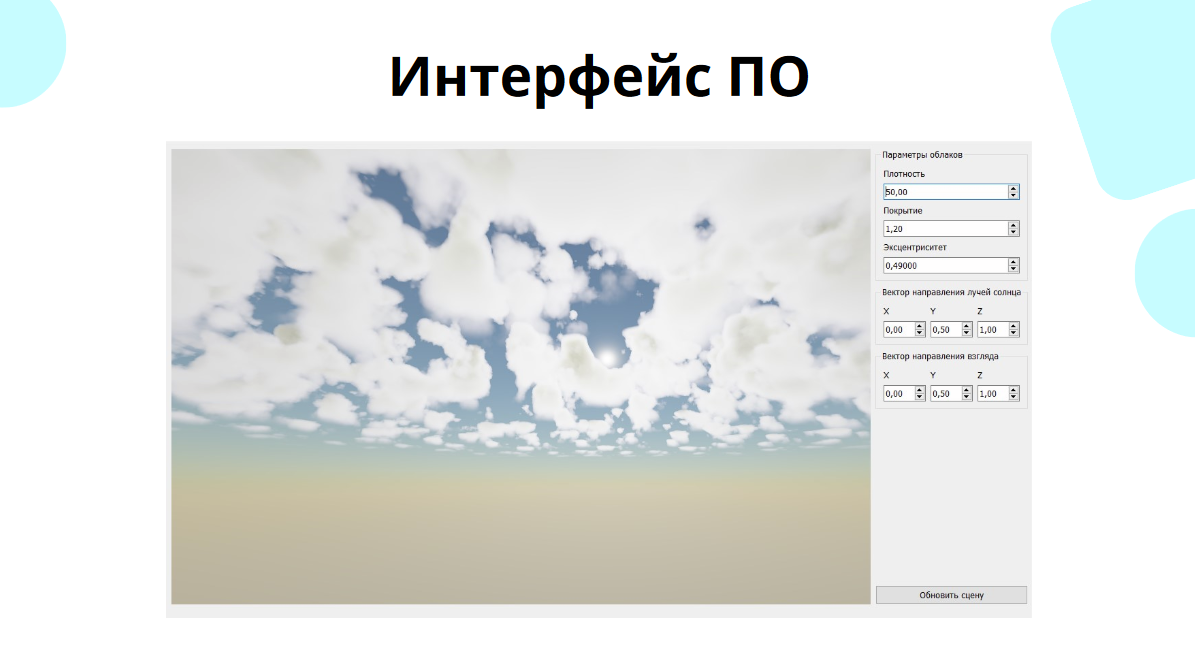 Интерфейс ПО
Параметры облаков
Плотность
50,00
Покрытие
1,20
Эксцентриситет
0,49000
Вектор направления лучей солнца
X Y Z
0,00 0,50 1,00
Вектор направления взгляда
X Y Z
0,00 0,50 1,00
Обновить сцену